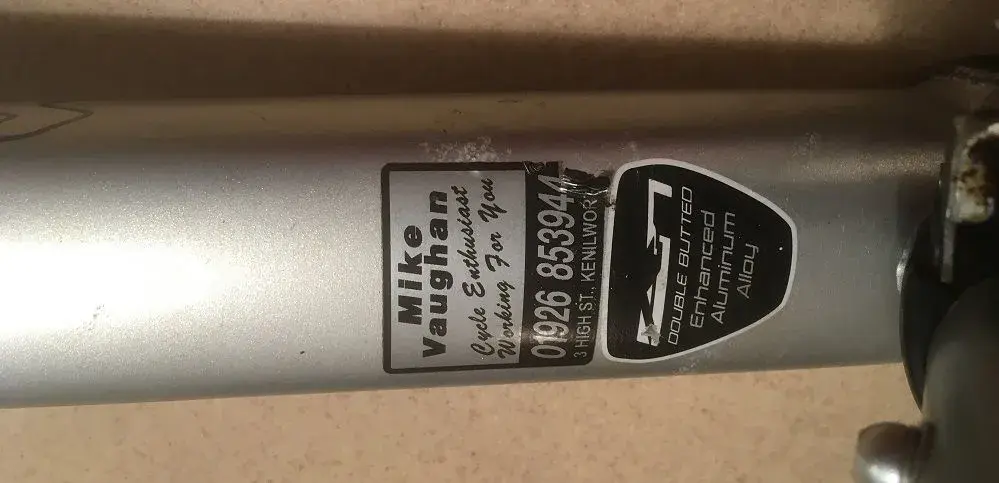 Mike
Vaughan
Cycle Enthusiast
Working For You
01926 853944
3 HIGH ST., KENILWOR
DOUBLE BUTTED
Enhanced
Aluminum
Alloy